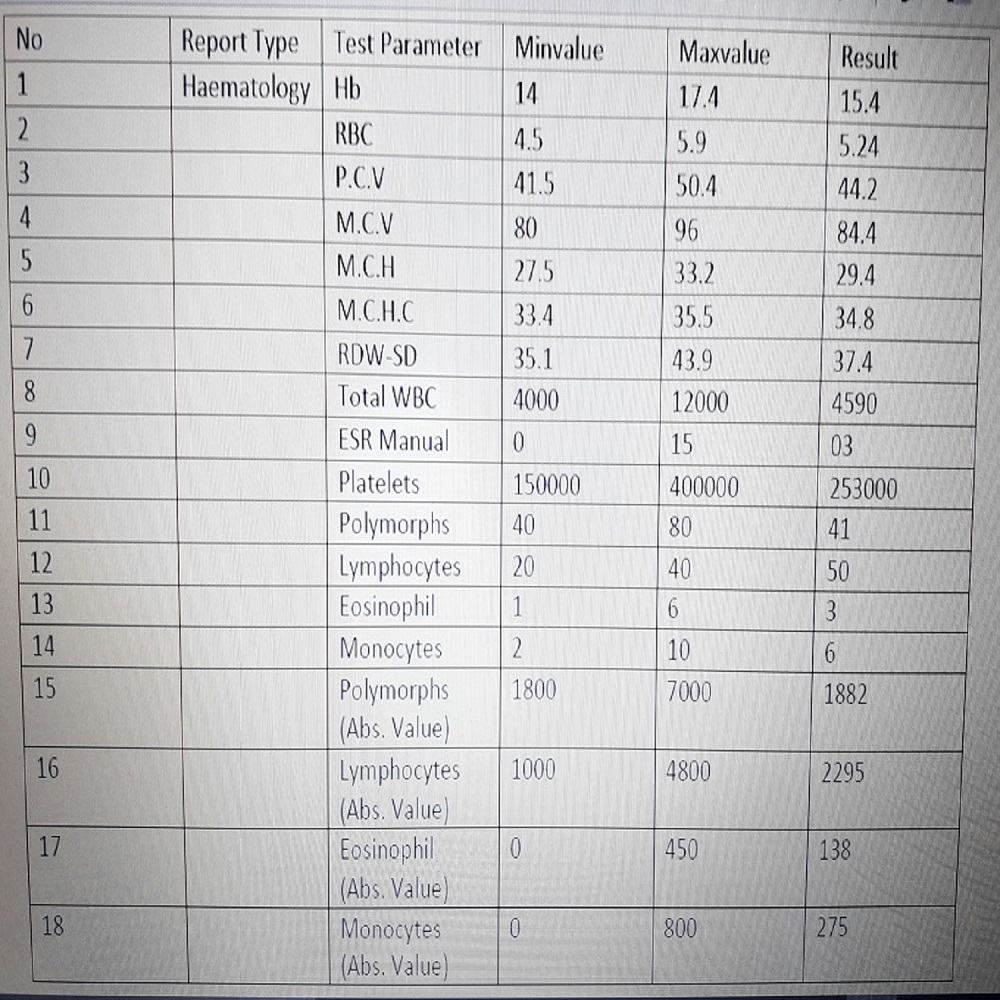 No Report Type Test Parameter Minvalue Maxvalue Result
1 Haematology Hb 14 17.4 15.4
2 RBC 4.5 5.9 5.24
3 P.C.V 41.5 50.4 44.2
4 M.C.V 80 96 84.4
5 M.C.H 27.5 33.2 29.4
6 M.C.H.C 33.4 35.5 34.8
7 RDW-SD 35.1 43.9 37.4
8 Total WBC 4000 12000 4590
9 ESR Manual 0 15 03
10 Platelets 150000 400000 253000
11 Polymorphs 40 80 41
12 Lymphocytes 20 40 50
13 Eosinophil 1 6 3
14 Monocytes 2 10 6
15 Polymorphs 1800 7000 1882
(Abs. Value)
16 Lymphocytes 1000 4800 2295
(Abs. Value)
17 Eosinophil 0 450 138
(Abs. Value)
18 Monocytes 0 800 275
(Abs. Value)